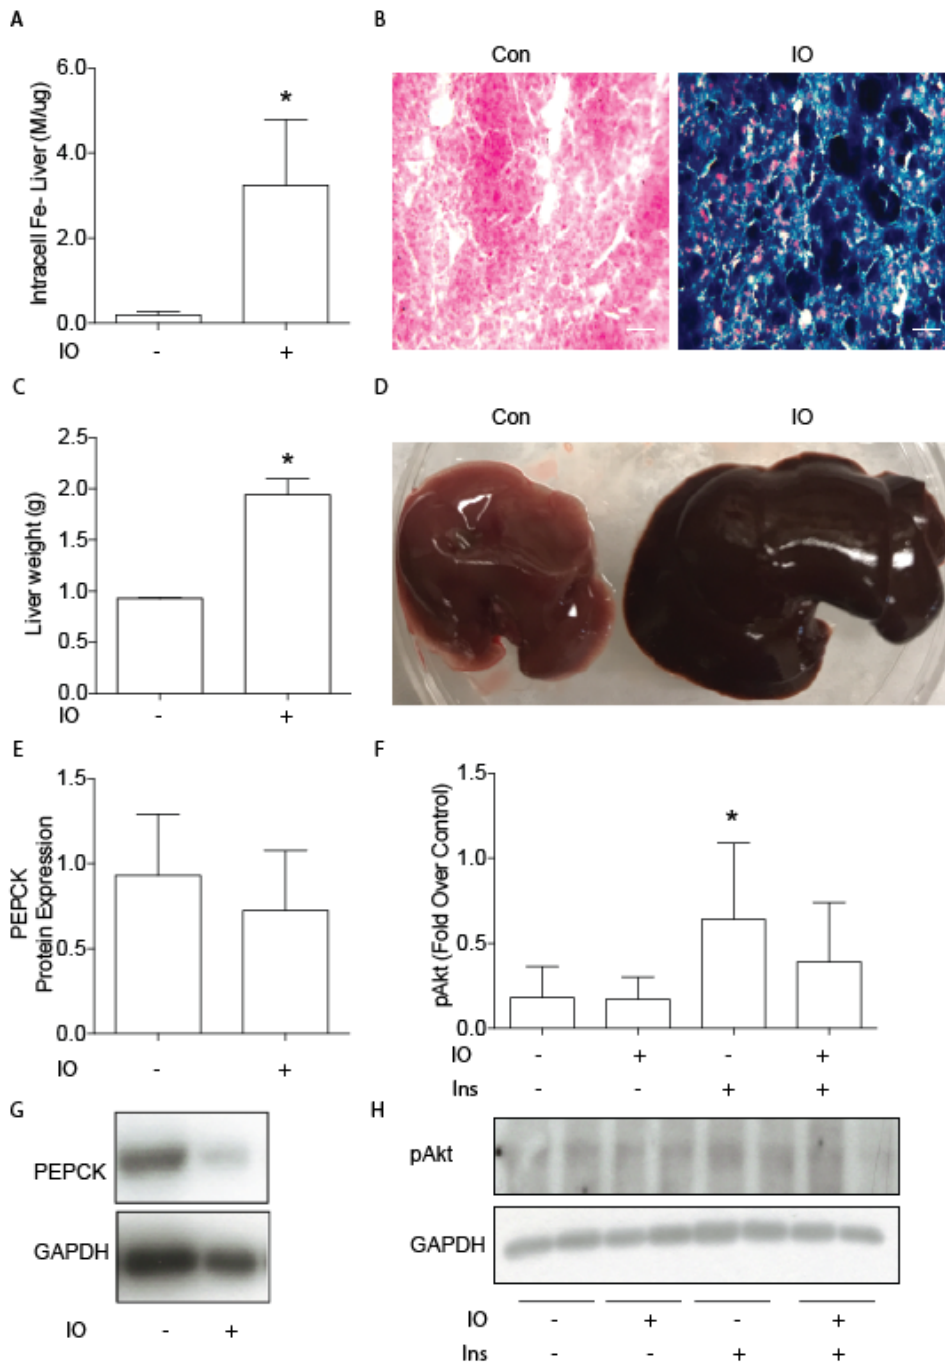 A
B
Con IO
6.0
*
4.0
2.0
0.0
Intracell Fe- Liver (M/ug)
IO - +
C
D
Con IO
2.5
*
2.0
1.5
1.0
0.5
0.0
Liver weight (g)
IO - +
E
F
1.5
1.0
0.5
0.0
PEPCK
Protein Expression
IO - +
1.5
*
1.0
0.5
0.0
pAkt (Fold Over Control)
IO - + - +
Ins - - + +
G
H
PEPCK
GAPDH
IO - +
pAkt
GAPDH
IO - + - +
Ins - - + +